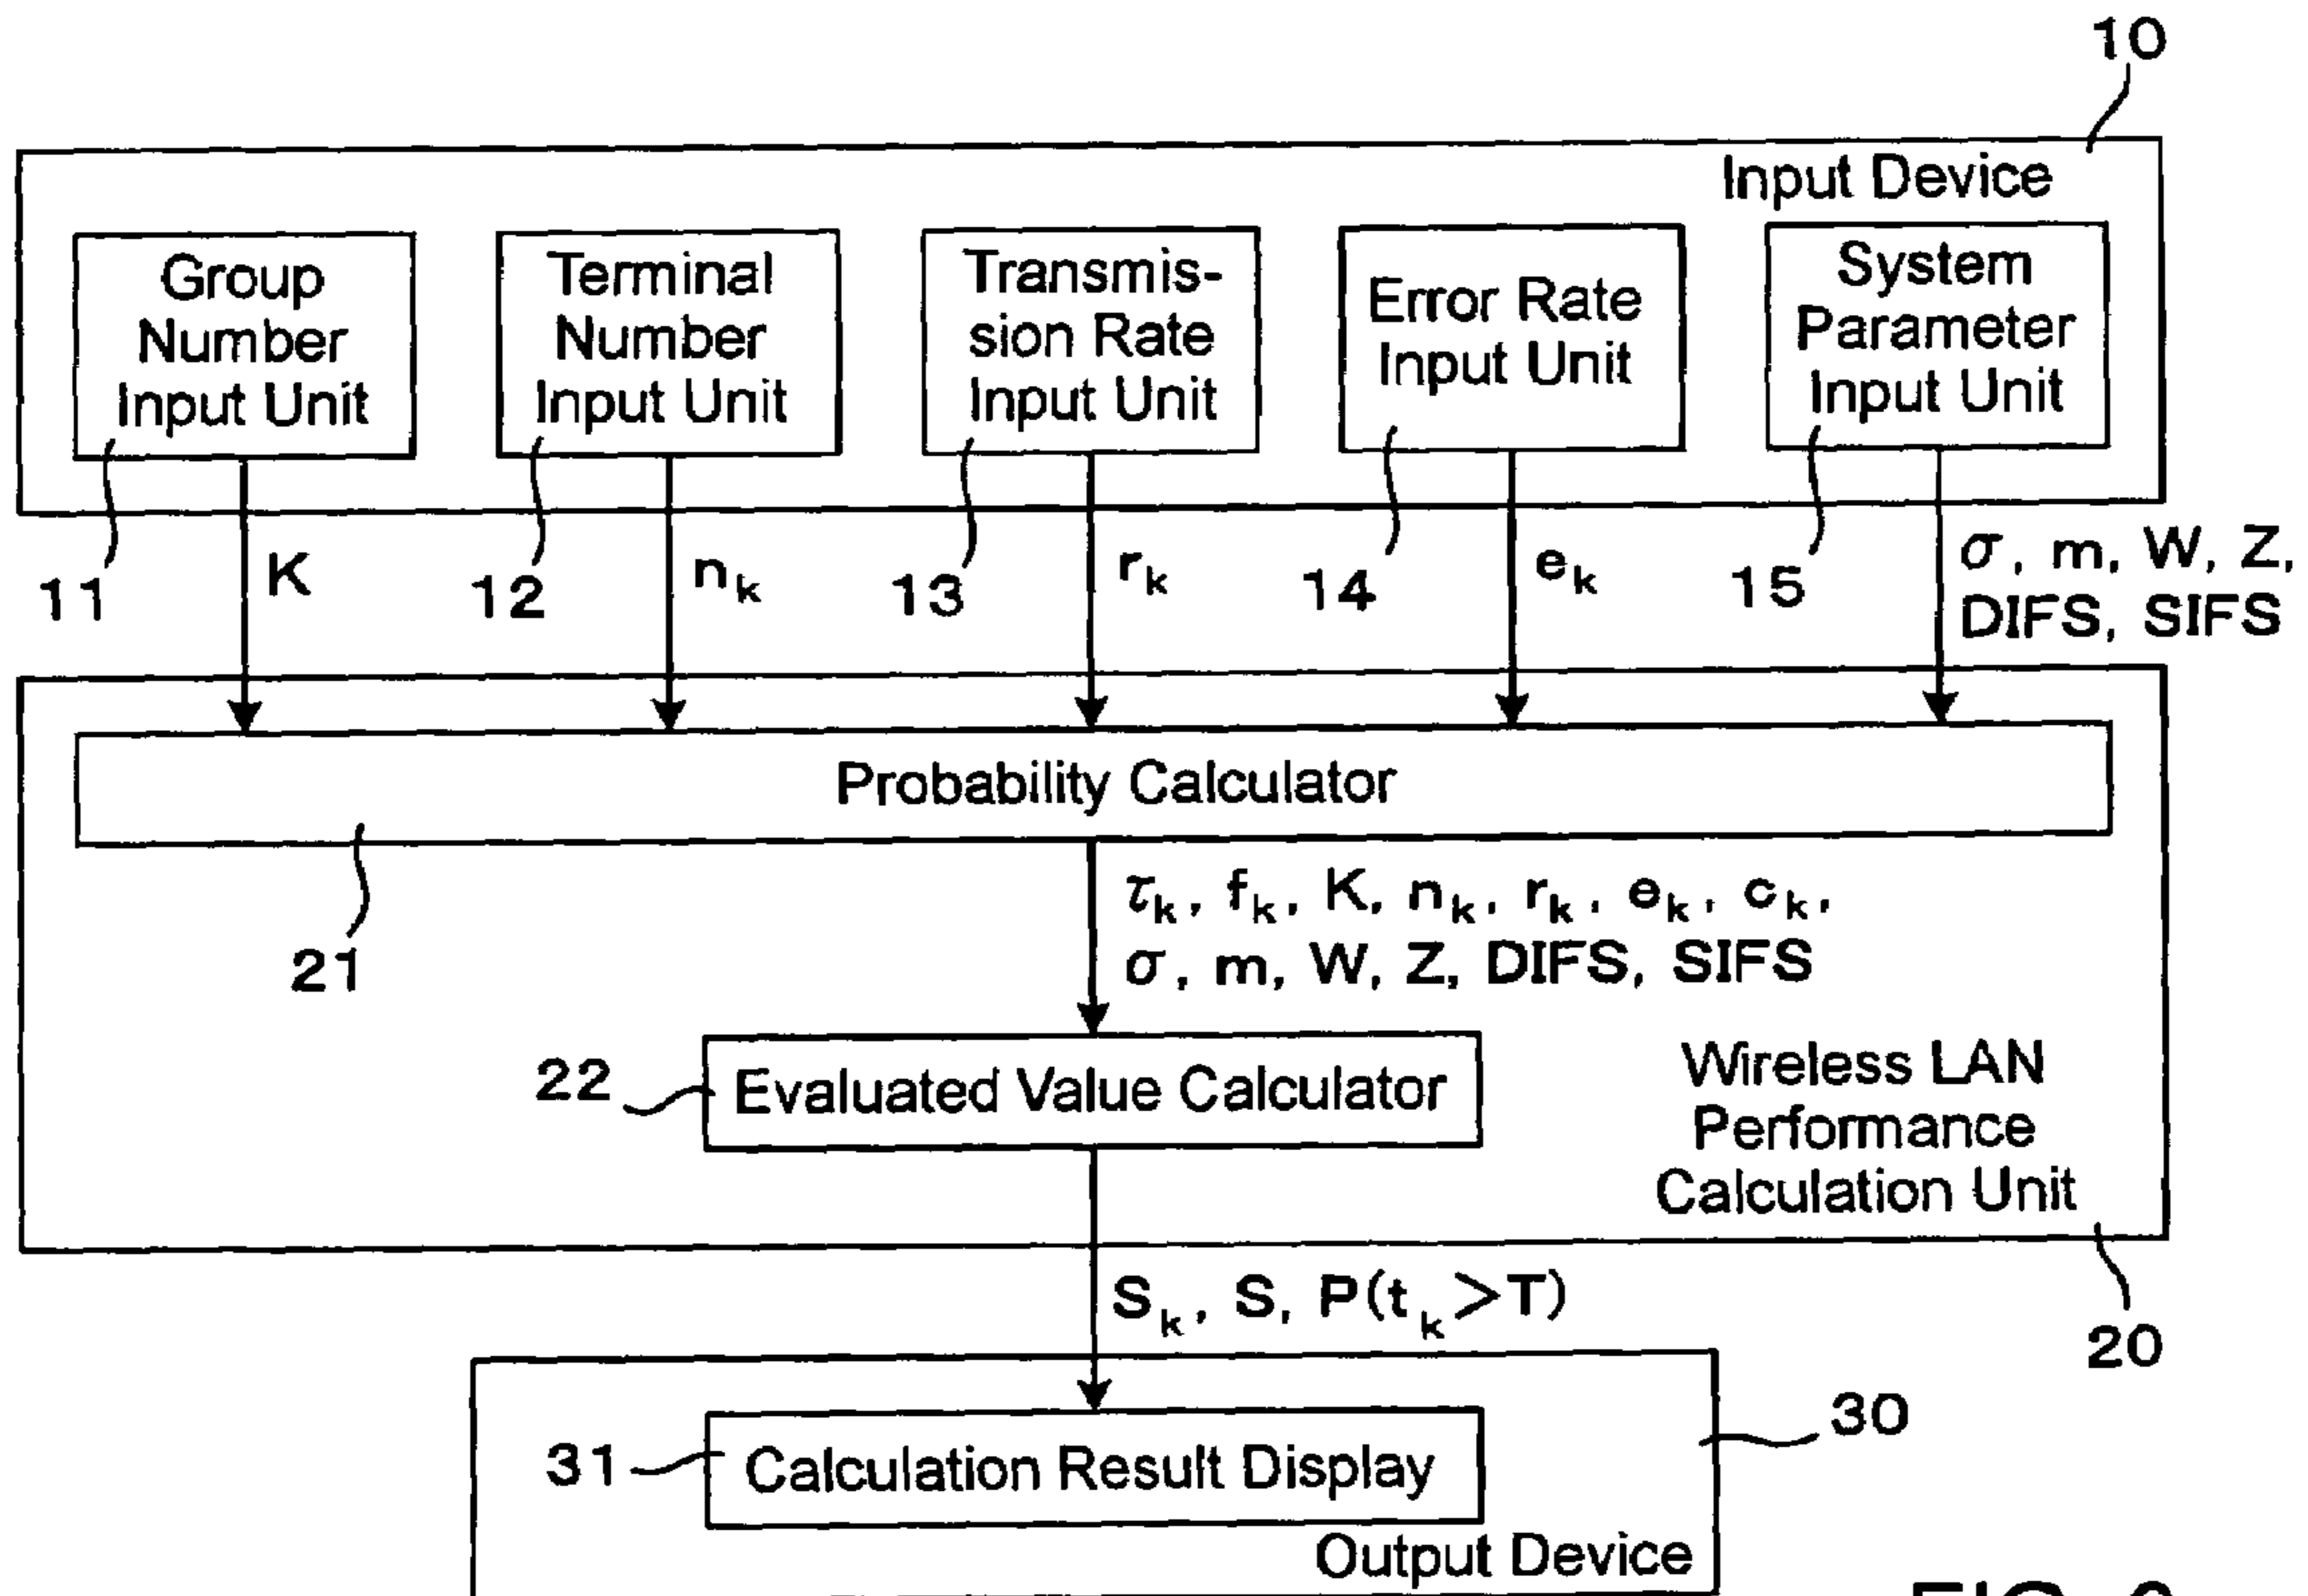 10
Input Device
Group
Number
Input Unit
Terminal
Number
Input Unit
Transmis-
sion Rate
Input Unit
Error Rate
Input Unit
System
Parameter
Input Unit
11
K
12
nk
13
rk
14
ek
15
σ, m, W, Z,
DIFS, SIFS
Probability Calculator
21
τk, fk, K, nk, rk, ek, ck,
σ, m, W, Z, DIFS, SIFS
22
Evaluated Value Calculator
Wireless LAN
Performance
Calculation Unit
20
Sk, S, P(tk>T)
30
31
Calculation Result Display
Output Device